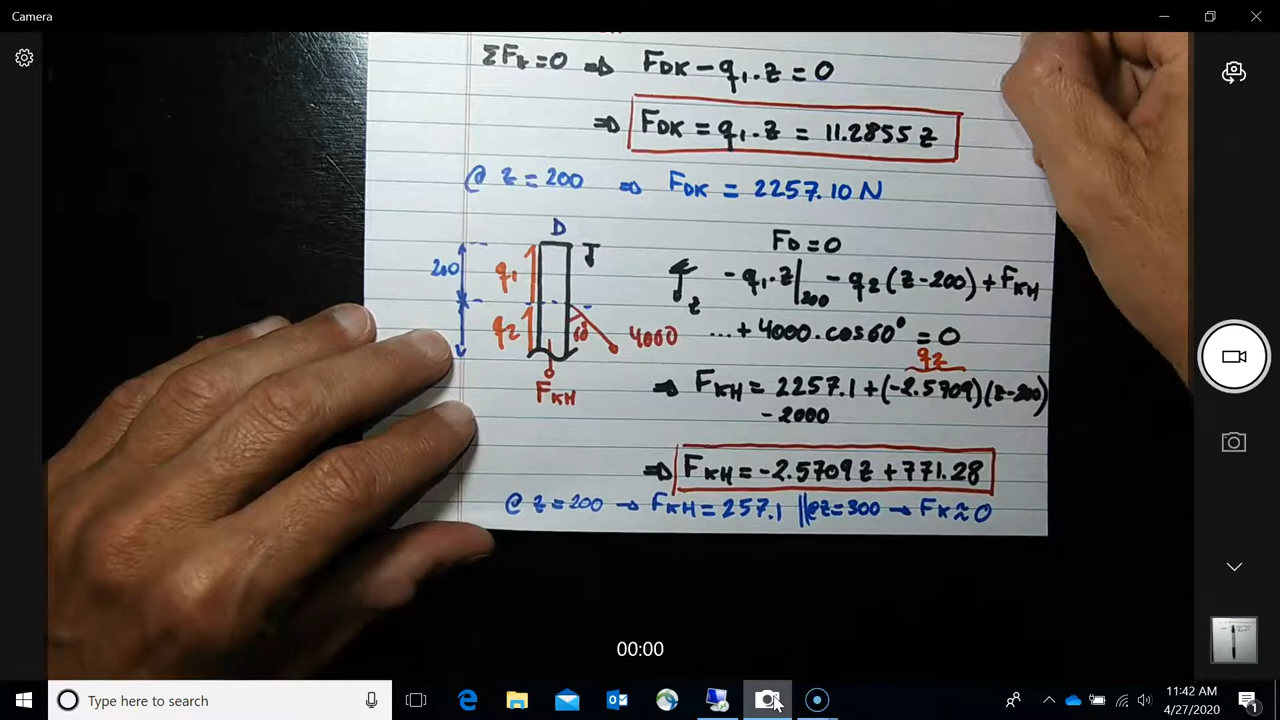 Camera
ΣFz=0 => FDK - q1.z = 0
=> FDK = q1.z = 11.2855 z
@ z = 200 => FDK = 2257.10 N
D
FD = 0
200
q1
-q1.z|200 - q2(z-200) + FKH
z
q2
60
4000
...+ 4000.cos60° = 0
q2
=> FKH = 2257.1 + (-2.5709)(z-200)
FKH
- 2000
=> FKH = -2.5709 z + 771.28
@ z = 200 → FKH = 257.1 || @z=300 → FK ≈ 0
00:00
Type here to search
11:42 AM
4/27/2020
1